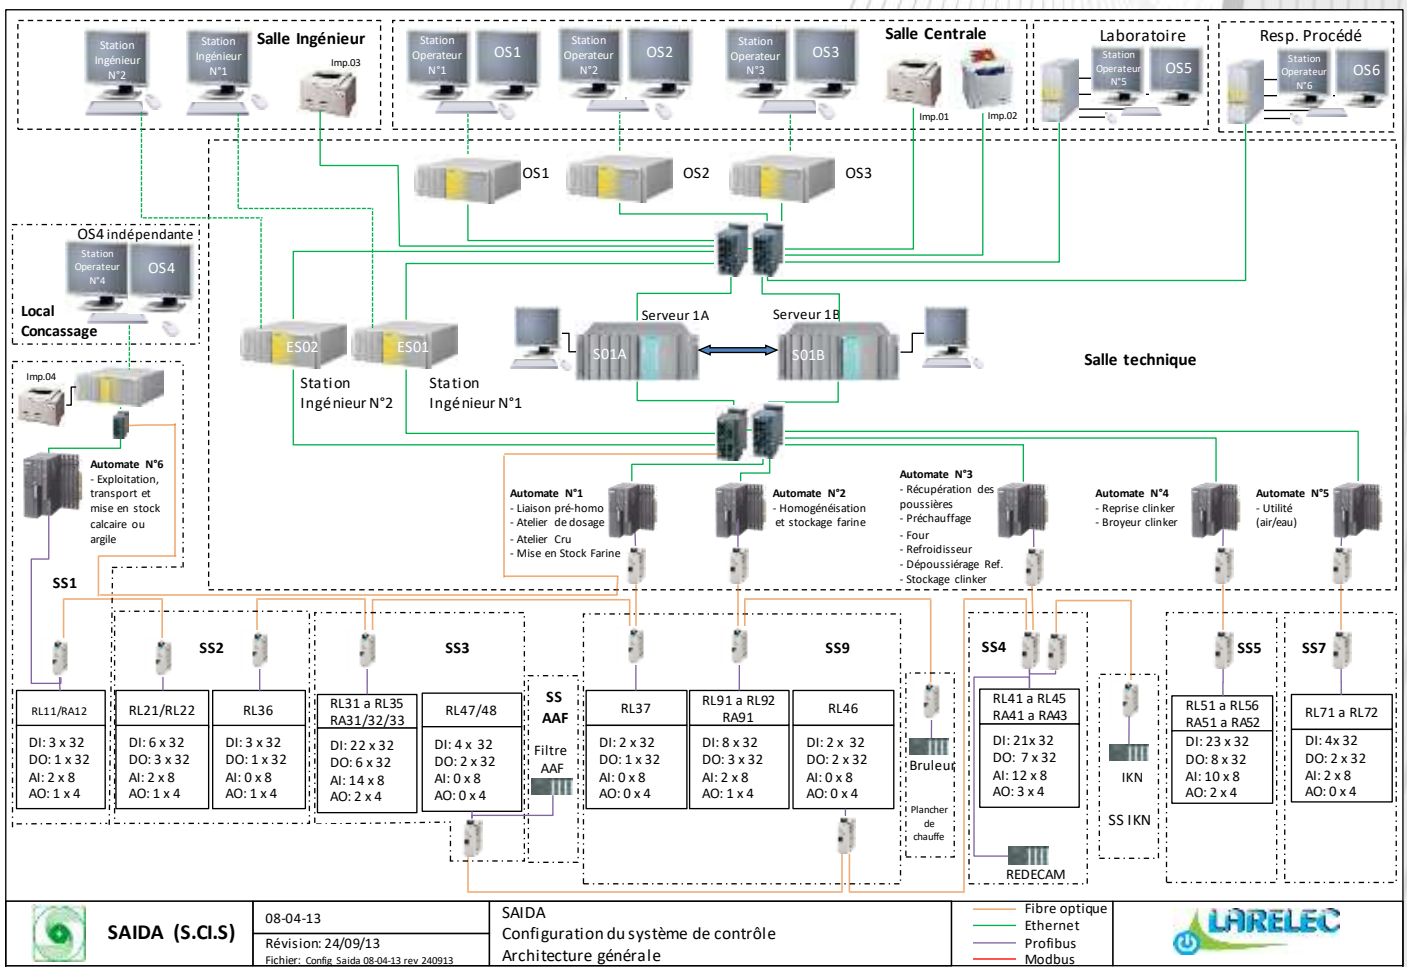 Station
Ingénieur
N°2
Station
Ingénieur
N°1
Salle Ingénieur
Imp.03
Station
Operateur
N°1
OS1
Station
Operateur
N°2
OS2
Station
Operateur
N°3
OS3
Salle Centrale
Imp.01
Imp.02
Laboratoire
Station
Operateur
N°5
OS5
Resp. Procédé
Station
Operateur
N°6
OS6
OS1
OS2
OS3
OS4 indépendante
Station
Operateur
N°4
OS4
Local
Concassage
Imp.04
ES02
ES01
Station
Ingénieur N°2
Station
Ingénieur N°1
Serveur 1A
Serveur 1B
S01A
S01B
Salle technique
Automate N°6
- Exploitation,
transport et
mise en stock
calcaire ou
argile
Automate N°1
- Liaison pré-homo
- Atelier de dosage
- Atelier Cru
- Mise en Stock Farine
Automate N°2
- Homogénéisation
et stockage farine
Automate N°3
- Récupération des
poussières
- Préchauffage
- Four
- Refroidisseur
- Dépoussiérage Ref.
- Stockage clinker
Automate N°4
- Reprise clinker
- Broyeur clinker
Automate N°5
- Utilité
(air/eau)
SS1
SS2
SS3
SS9
SS4
SS5
SS7
RL11/RA12
DI: 3 x 32
DO: 1 x 32
AI: 2 x 8
AO: 1 x 4
RL21/RL22
DI: 6 x 32
DO: 3 x 32
AI: 2 x 8
AO: 1 x 4
RL36
DI: 3 x 32
DO: 1 x 32
AI: 2 x 8
AO: 1 x 4
RL31 a RL35
RA31/32/33
DI: 22 x 32
DO: 6 x 32
AI: 14 x 8
AO: 2 x 4
RL47/48
DI: 4 x 32
DO: 2 x 32
AI: 0 x 8
AO: 0 x 4
SS
AAF
Filtre
AAF
RL37
DI: 2 x 32
DO: 1 x 32
AI: 0 x 8
AO: 0 x 4
RL91 a RL92
RA91
DI: 8 x 32
DO: 3 x 32
AI: 2 x 8
AO: 1 x 4
RL46
DI: 2 x 32
DO: 2 x 32
AI: 0 x 8
AO: 0 x 4
Bruleur
Plancher
de
chauffe
RL41 a RL45
RA41 a RA43
DI: 21x 32
DO: 7 x 32
AI: 12 x 8
AO: 3 x 4
REDECAM
IKN
SS IKN
RL51 a RL56
RA51 a RA52
DI: 23 x 32
DO: 8 x 32
AI: 10 x 8
AO: 2 x 4
RL71 a RL72
DI: 4x 32
DO: 2 x 32
AI: 2 x 8
AO: 0 x 4
SAIDA (S.CI.S)
08-04-13
Révision: 24/09/13
Fichier: Config Saida 08-04-13 rev 240913
SAIDA
Configuration du système de contrôle
Architecture générale
Fibre optique
Ethernet
Profibus
Modbus
LARELEC